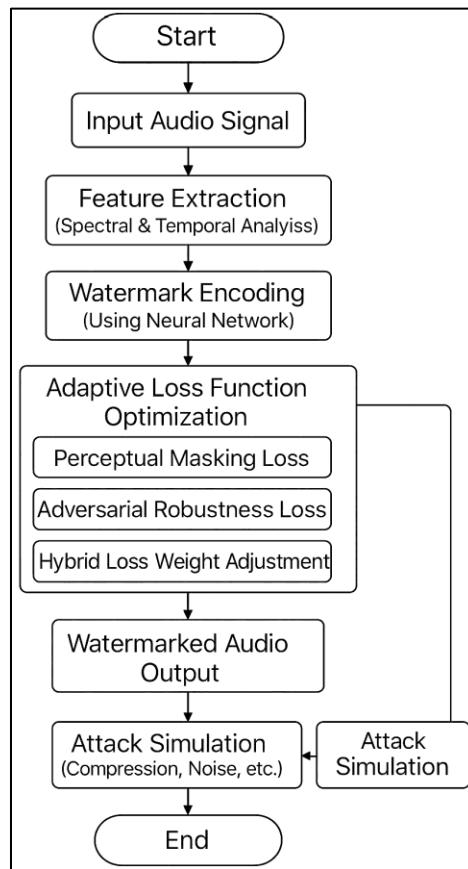 Start
Input Audio Signal
Feature Extraction
(Spectral & Temporal Analyiss)
Watermark Encoding
(Using Neural Network)
Adaptive Loss Function
Optimization
Perceptual Masking Loss
Adversarial Robustness Loss
Hybrid Loss Weight Adjustment
Watermarked Audio
Output
Attack Simulation
(Compression, Noise, etc.)
Attack
Simulation
End